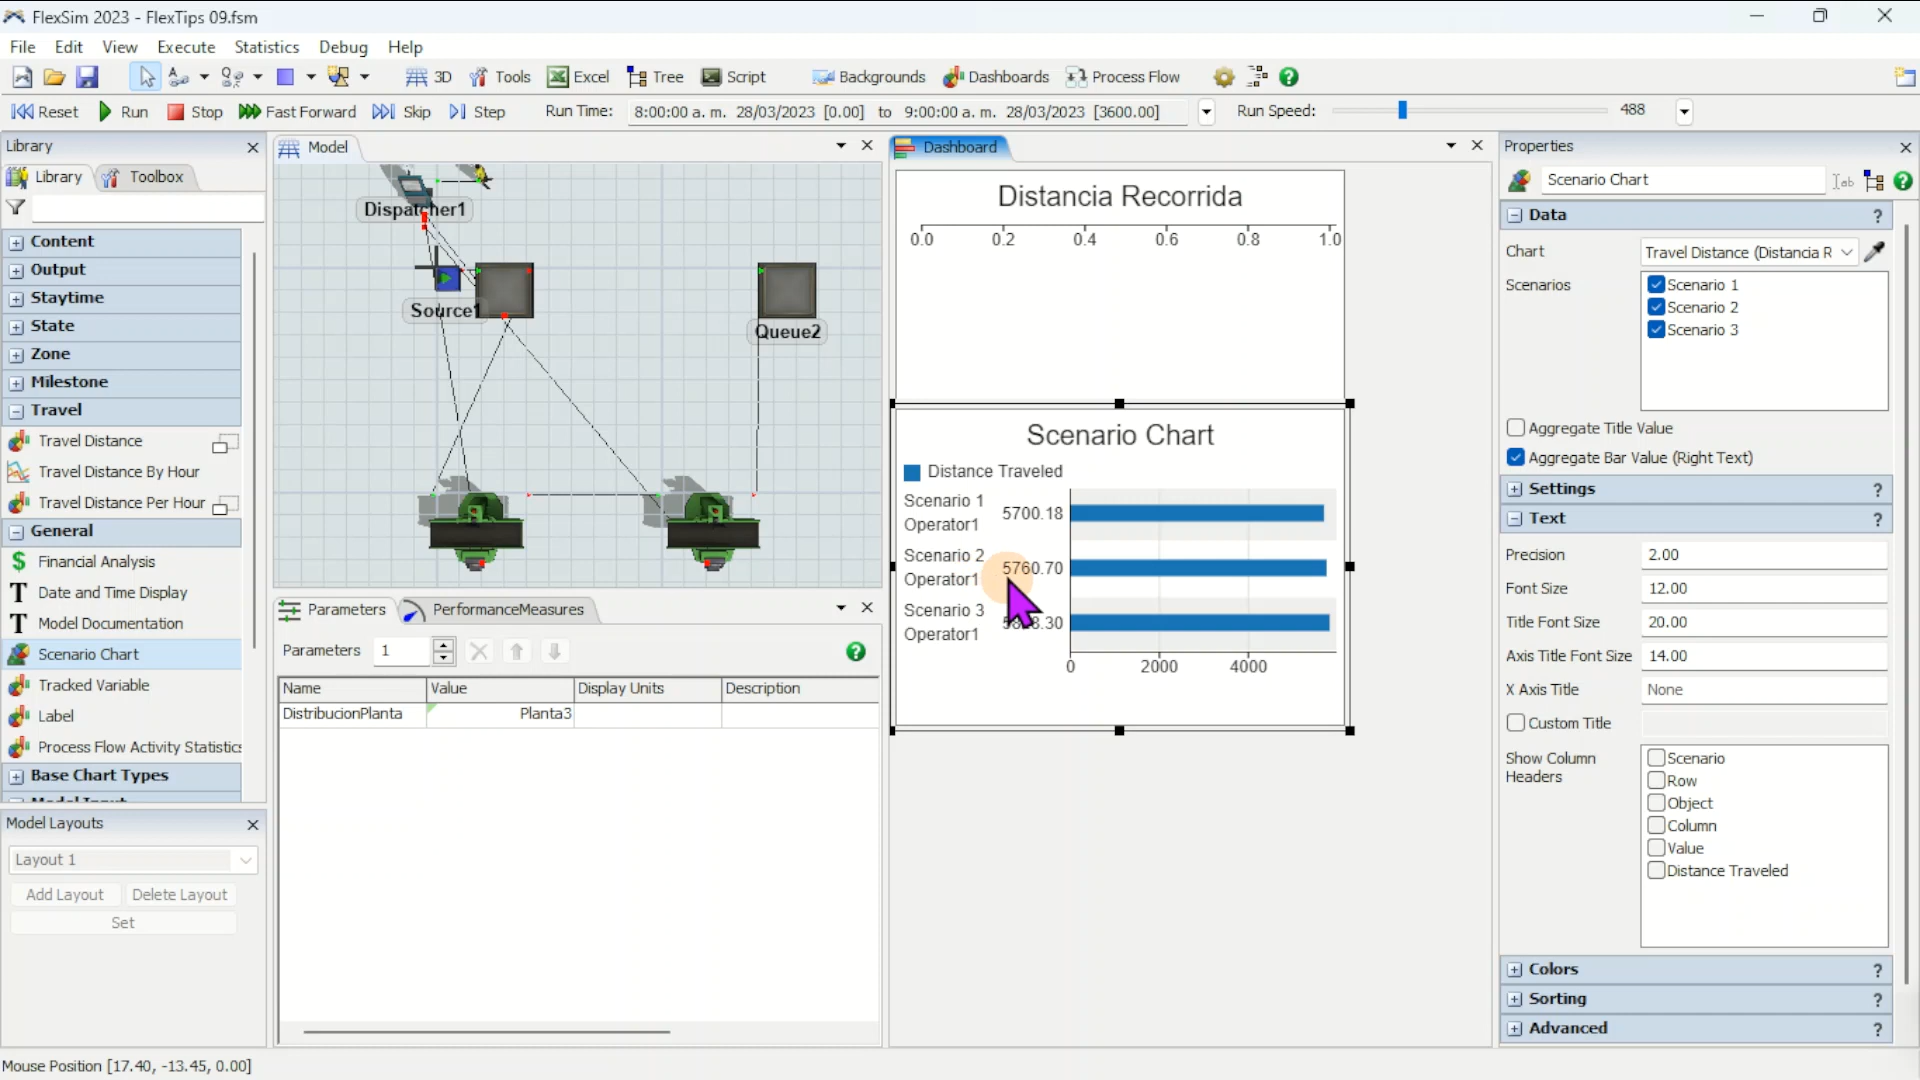 FlexSim 2023 - FlexTips 09.fsm
File Edit View Execute Statistics Debug Help
3D Tools Excel Tree Script Backgrounds Dashboards Process Flow
Reset Run Stop Fast Forward Skip Step Run Time: 8:00:00 a. m. 28/03/2023 [0.00] to 9:00:00 a. m. 28/03/2023 [3600.00] Run Speed: 488
Library
Library Toolbox
Content
Output
Staytime
State
Zone
Milestone
Travel
Travel Distance
Travel Distance By Hour
Travel Distance Per Hour
General
Financial Analysis
Date and Time Display
Model Documentation
Scenario Chart
Tracked Variable
Label
Process Flow Activity Statistics
Base Chart Types
Model Layouts
Layout 1
Add Layout Delete Layout
Set
Mouse Position [17.40, -13.45, 0.00]
Model
Dispatcher1
Source1
Queue2
Parameters PerformanceMeasures
Parameters 1
Name Value Display Units Description
DistribucionPlanta Planta3
Dashboard
Distancia Recorrida
0.0 0.2 0.4 0.6 0.8 1.0
Scenario Chart
Distance Traveled
Scenario 1
Operator1 5700.18
Scenario 2
Operator1 5760.70
Scenario 3
Operator1
0 2000 4000
Properties
Scenario Chart
Data
Chart Travel Distance (Distancia R
Scenarios
Scenario 1
Scenario 2
Scenario 3
Aggregate Title Value
Aggregate Bar Value (Right Text)
Settings
Text
Precision 2.00
Font Size 12.00
Title Font Size 20.00
Axis Title Font Size 14.00
X Axis Title None
Custom Title
Show Column Headers
Scenario
Row
Object
Column
Value
Distance Traveled
Colors
Sorting
Advanced